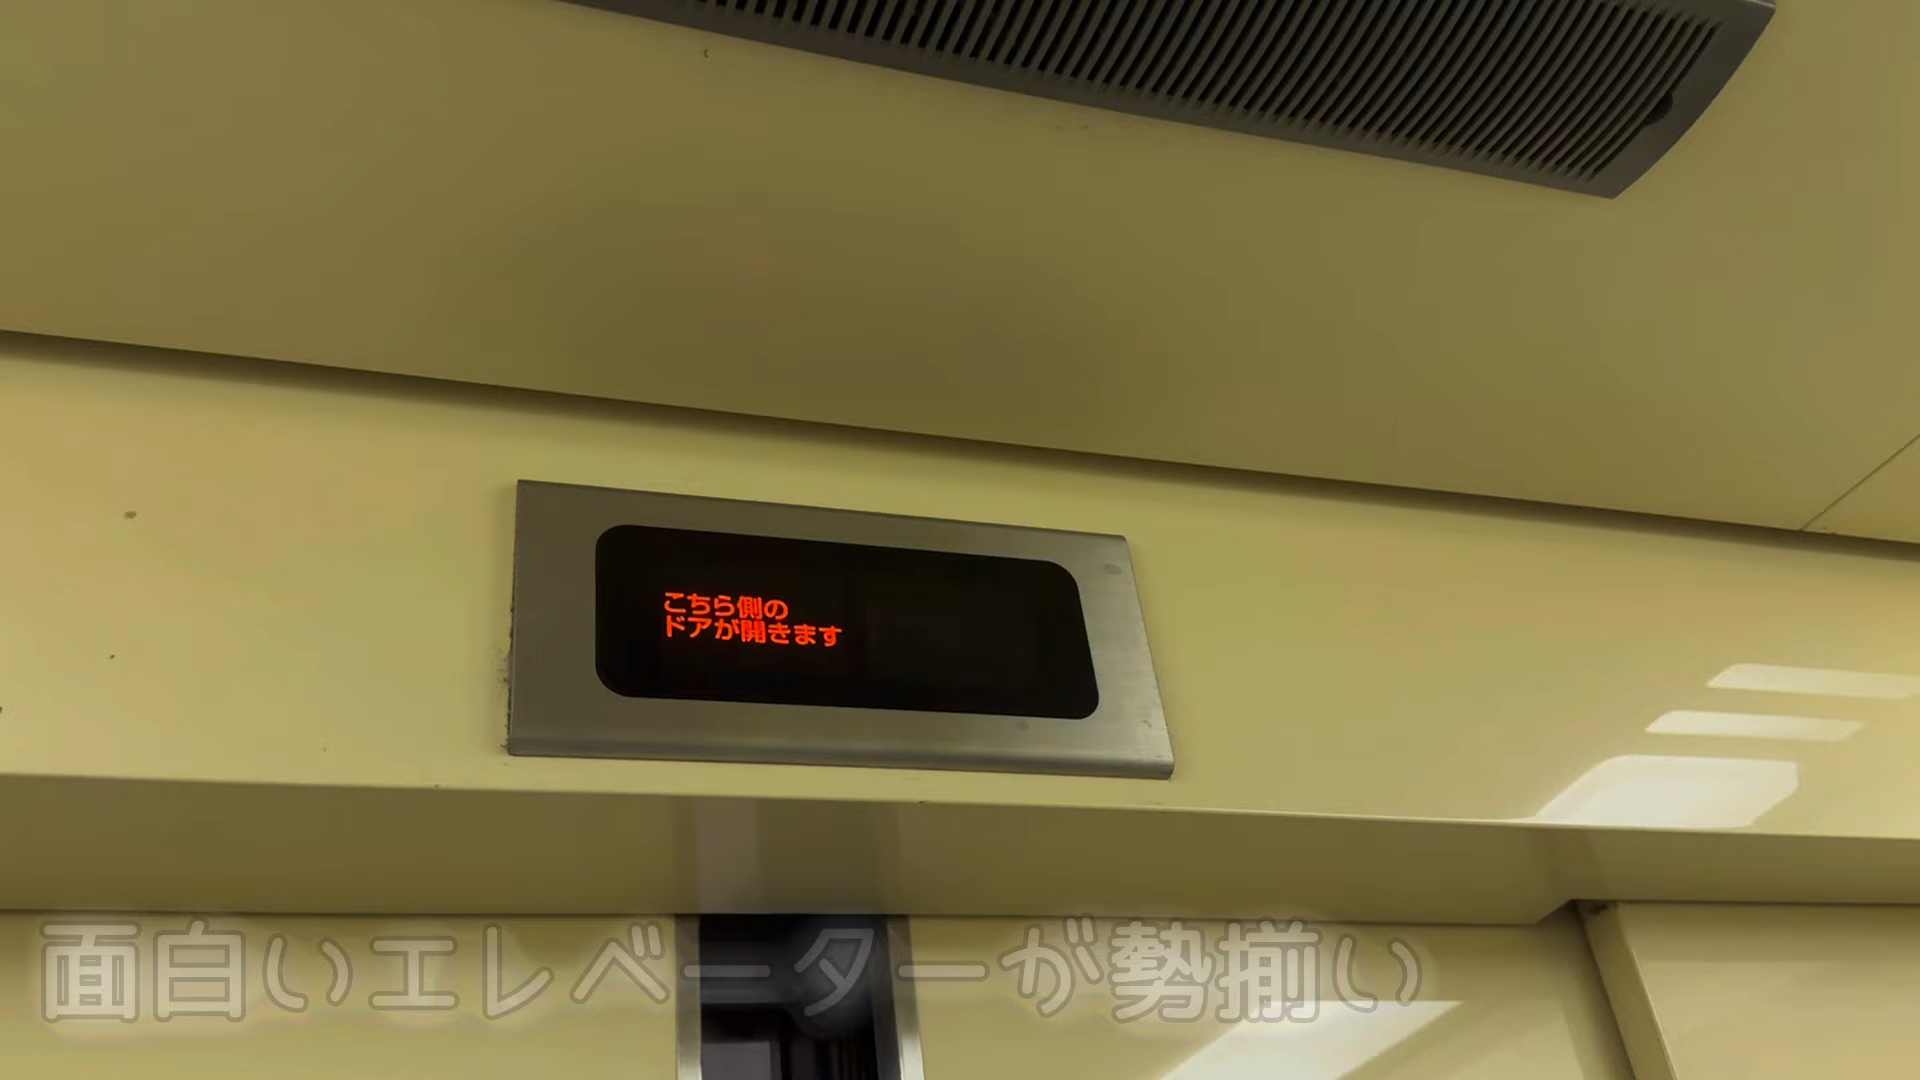 こちら側の
ドアが開きます
面白いエレベーターが勢揃い